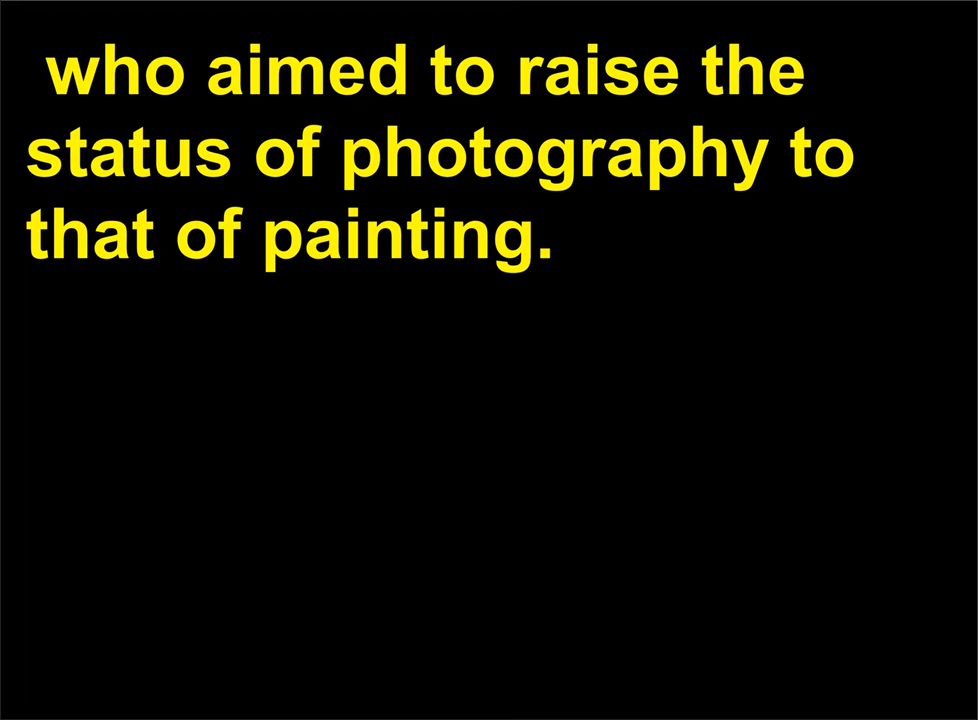 who aimed to raise the
status of photography to
that of painting.